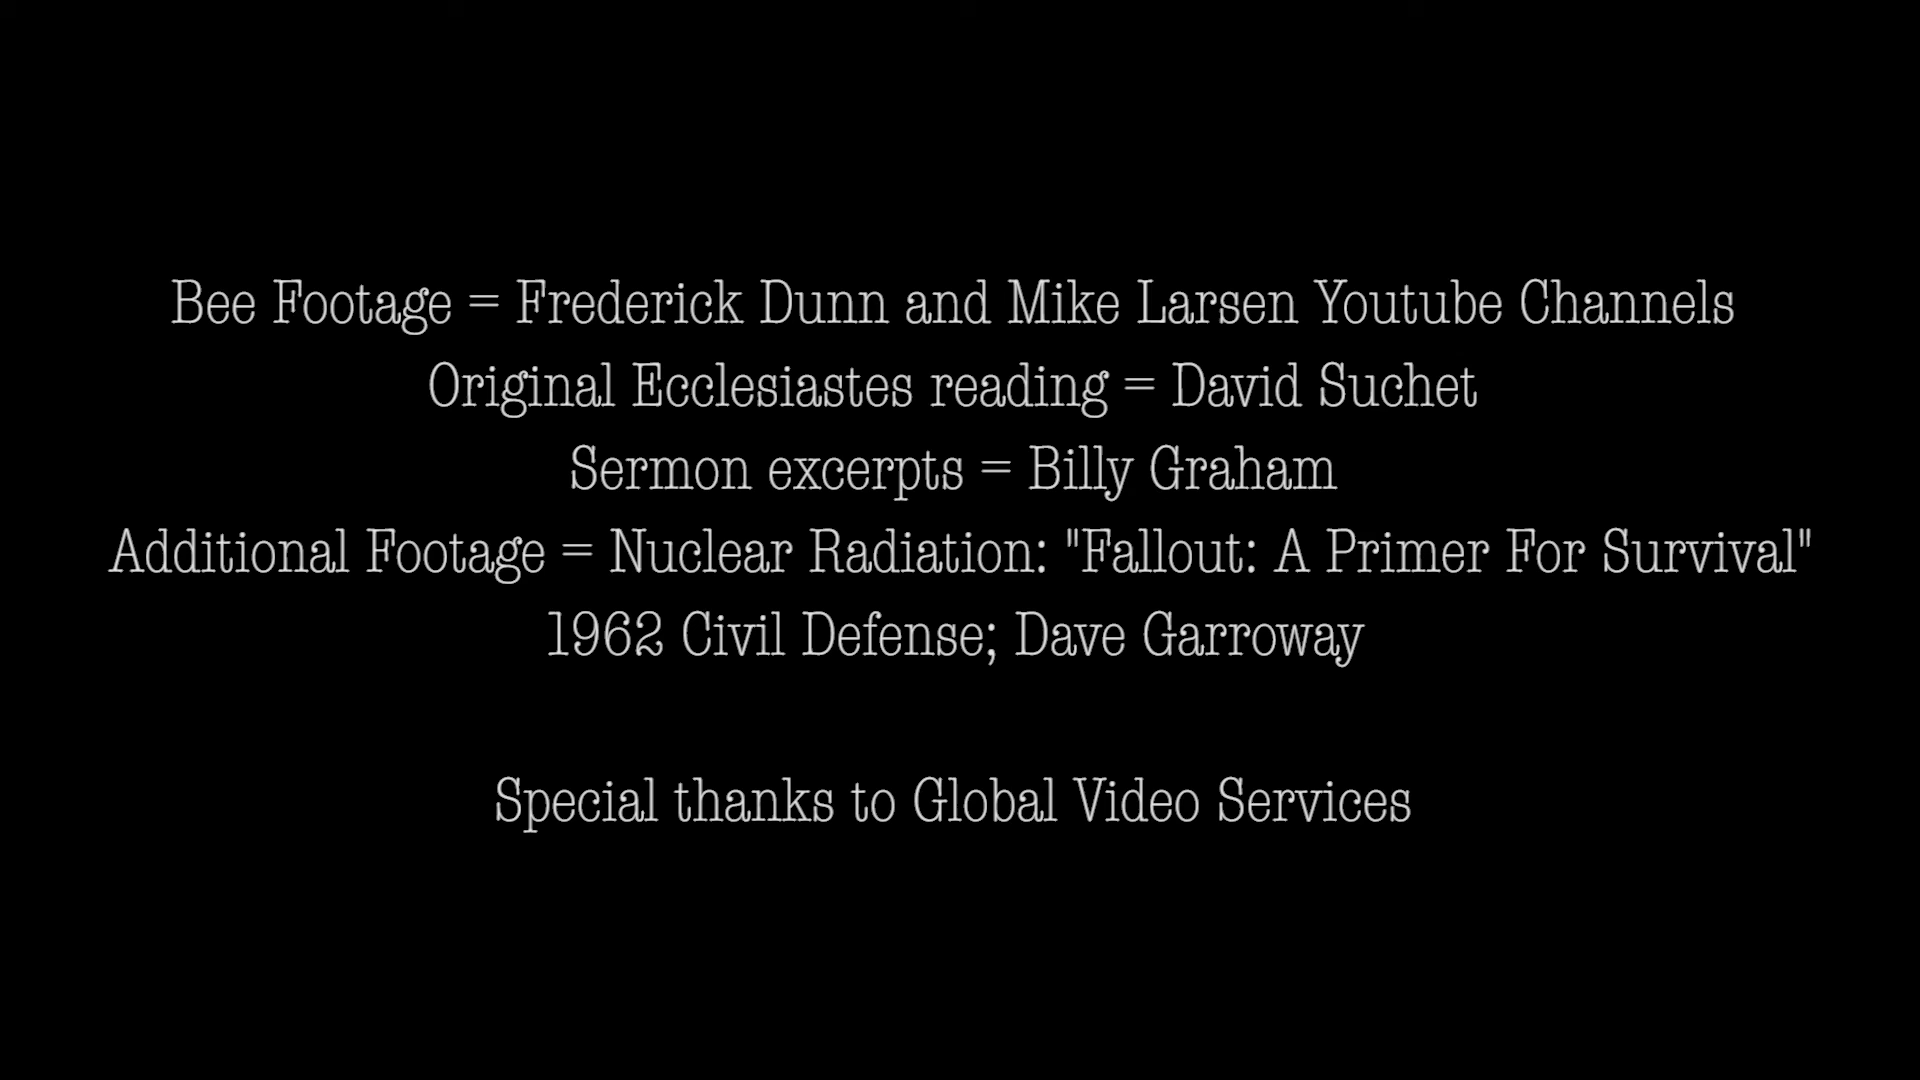 Bee Footage = Frederick Dunn and Mike Larsen Youtube Channels
Original Ecclesiastes reading = David Suchet
Sermon excerpts = Billy Graham
Additional Footage = Nuclear Radiation: "Fallout: A Primer For Survival"
1962 Civil Defense; Dave Garroway
Special thanks to Global Video Services